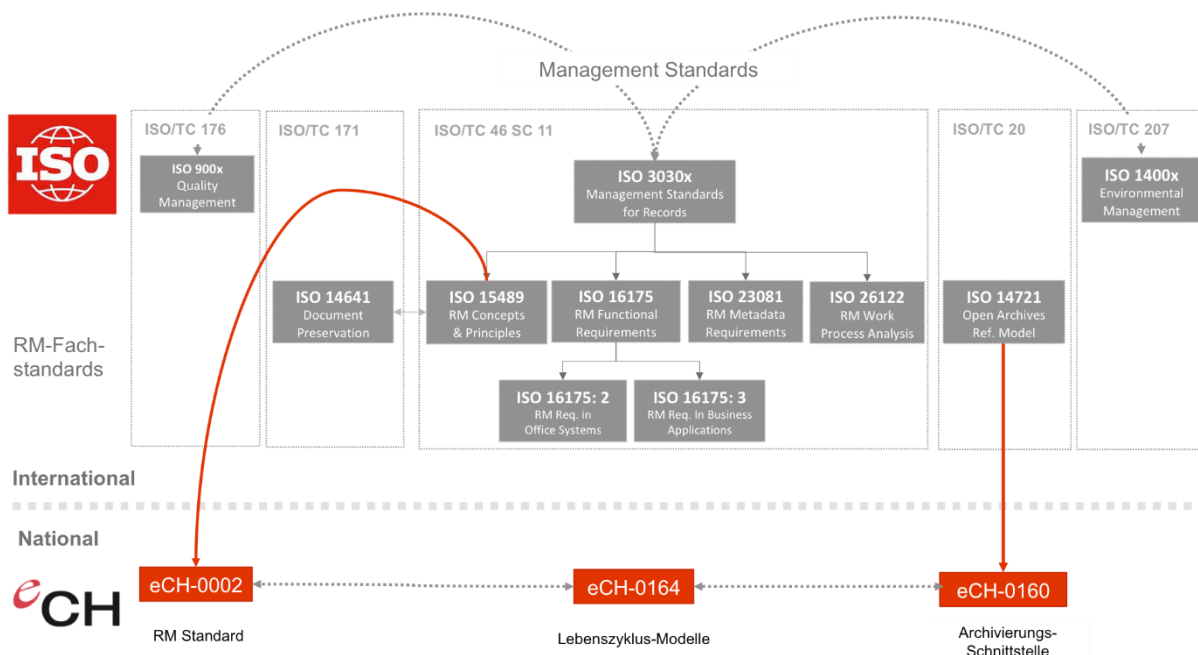 Management Standards
ISO
ISO/TC 176
ISO/TC 171
ISO/TC 46 SC 11
ISO/TC 20
ISO/TC 207
ISO 900x
Quality
Management
ISO 3030x
Management Standards
for Records
ISO 1400x
Environmental
Management
RM-Fach-
standards
ISO 14641
Document
Preservation
ISO 15489
RM Concepts
& Principles
ISO 16175
RM Functional
Requirements
ISO 23081
RM Metadata
Requirements
ISO 26122
RM Work
Process Analysis
ISO 14721
Open Archives
Ref. Model
ISO 16175: 2
RM Req. in
Office Systems
ISO 16175: 3
RM Req. In Business
Applications
International
National
eCH
eCH-0002
eCH-0164
eCH-0160
RM Standard
Lebenszyklus-Modelle
Archivierungs-
Schnittstelle